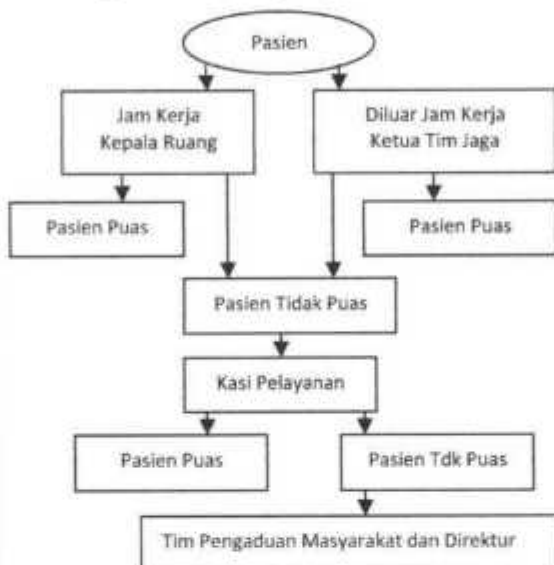 Pasien
Jam Kerja
Kepala Ruang
Diluar Jam Kerja
Ketua Tim Jaga
Pasien Puas
Pasien Puas
Pasien Tidak Puas
Kasi Pelayanan
Pasien Puas
Pasien Tdk Puas
Tim Pengaduan Masyarakat dan Direktur